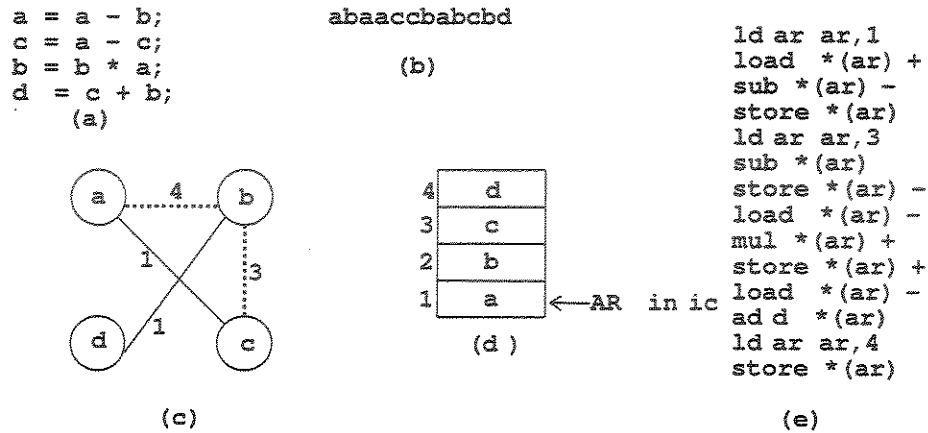 a = a - b;
c = a - c;
b = b * a;
d = c + b;
(a)
abaaccbabcbd
(b)
a
4
b
1
3
d
1
c
(c)
4 d
3 c
2 b
1 a
AR in ic
(d )
ld ar ar,1
load *(ar) +
sub *(ar) -
store *(ar)
ld ar ar,3
sub *(ar)
store *(ar) -
load *(ar) -
mul *(ar) +
store *(ar) +
load *(ar) -
ad d *(ar)
ld ar ar,4
store *(ar)
(e)